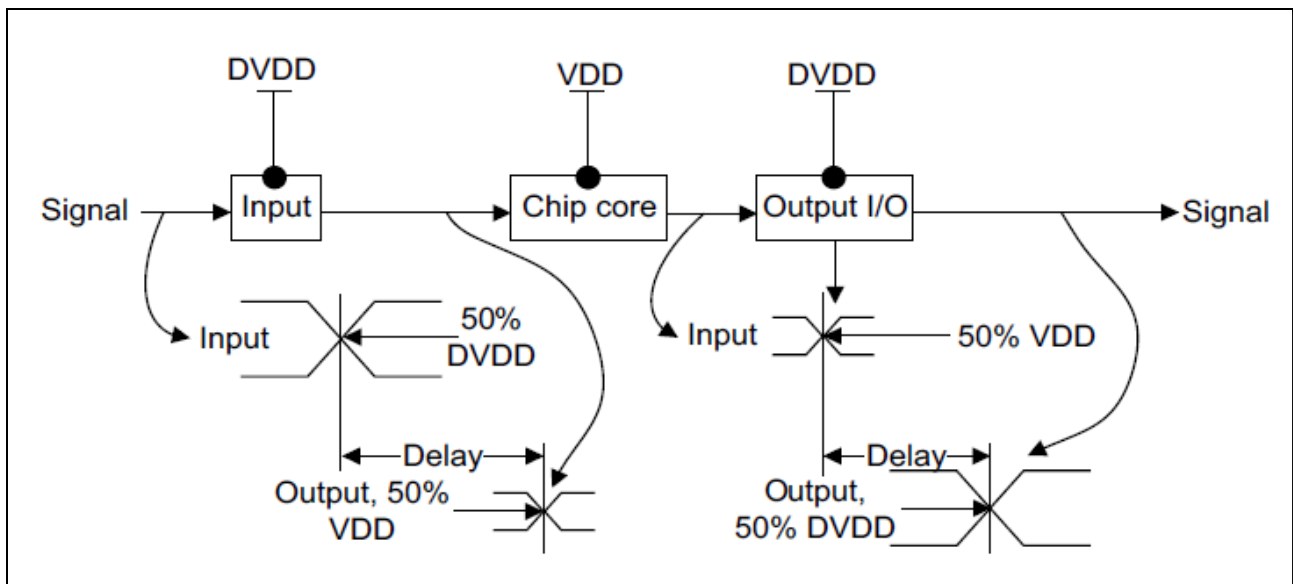 DVDD
VDD
DVDD
Signal
Input
Chip core
Output I/O
Signal
Input
50%
DVDD
Input
50% VDD
Delay
Output, 50%
VDD
Delay
Output,
50% DVDD